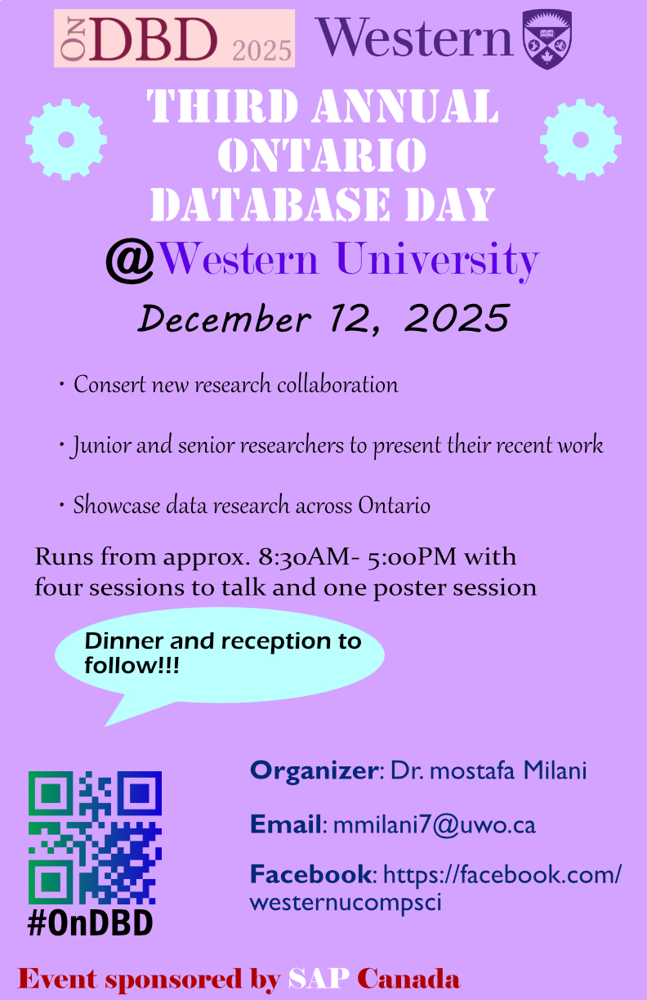 ON DBD 2025 Western
THIRD ANNUAL
ONTARIO
DATABASE DAY
@Western University
December 12, 2025
• Consert new research collaboration
• Junior and senior researchers to present their recent work
• Showcase data research across Ontario
Runs from approx. 8:30AM- 5:00PM with
four sessions to talk and one poster session
Dinner and reception to
follow!!!
Organizer: Dr. mostafa Milani
Email: mmilani7@uwo.ca
Facebook: https://facebook.com/
westernucompsci
#OnDBD
Event sponsored by SAP Canada